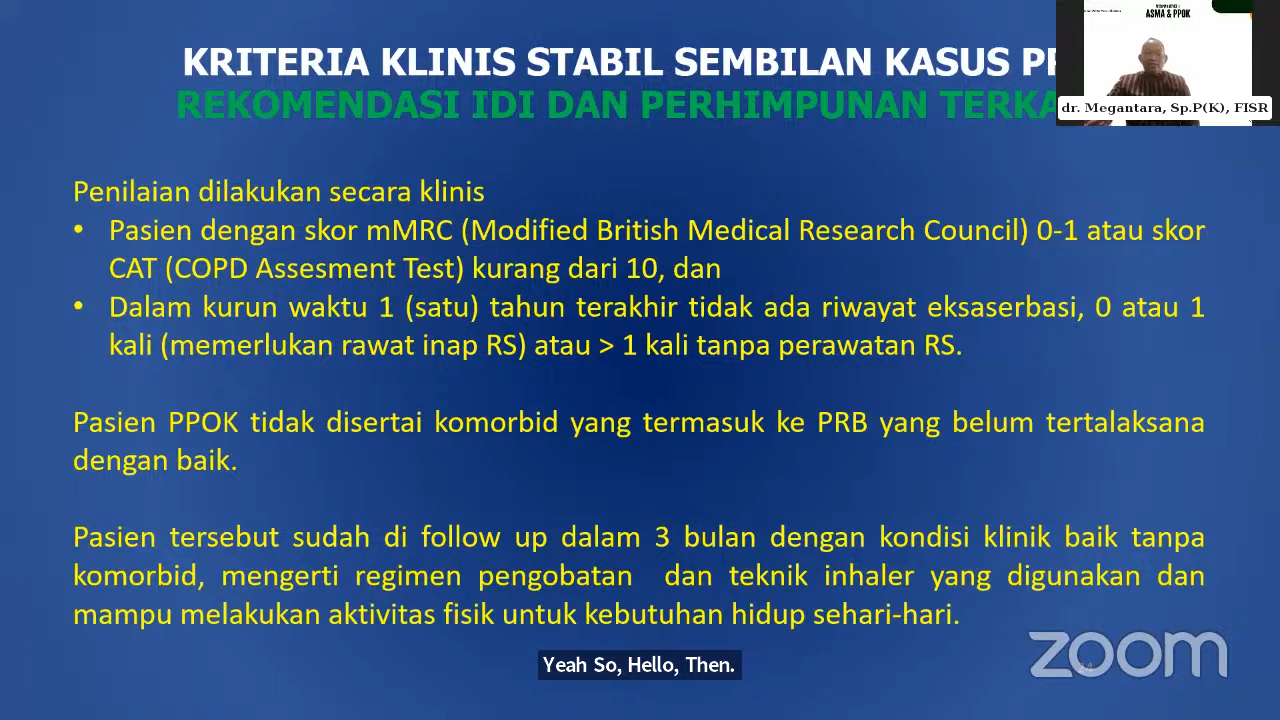 ASMA & PPOK
KRITERIA KLINIS STABIL SEMBILAN KASUS
REKOMENDASI IDI DAN PERHIMPUNAN
dr. Megantara, Sp.P(K), FISR
Penilaian dilakukan secara klinis
• Pasien dengan skor mMRC (Modified British Medical Research Council) 0-1 atau skor
CAT (COPD Assesment Test) kurang dari 10, dan
• Dalam kurun waktu 1 (satu) tahun terakhir tidak ada riwayat eksaserbasi, 0 atau 1
kali (memerlukan rawat inap RS) atau > 1 kali tanpa perawatan RS.
Pasien PPOK tidak disertai komorbid yang termasuk ke PRB yang belum tertalaksana
dengan baik.
Pasien tersebut sudah di follow up dalam 3 bulan dengan kondisi klinik baik tanpa
komorbid, mengerti regimen pengobatan dan teknik inhaler yang digunakan dan
mampu melakukan aktivitas fisik untuk kebutuhan hidup sehari-hari.
zoom
Yeah So, Hello, Then.